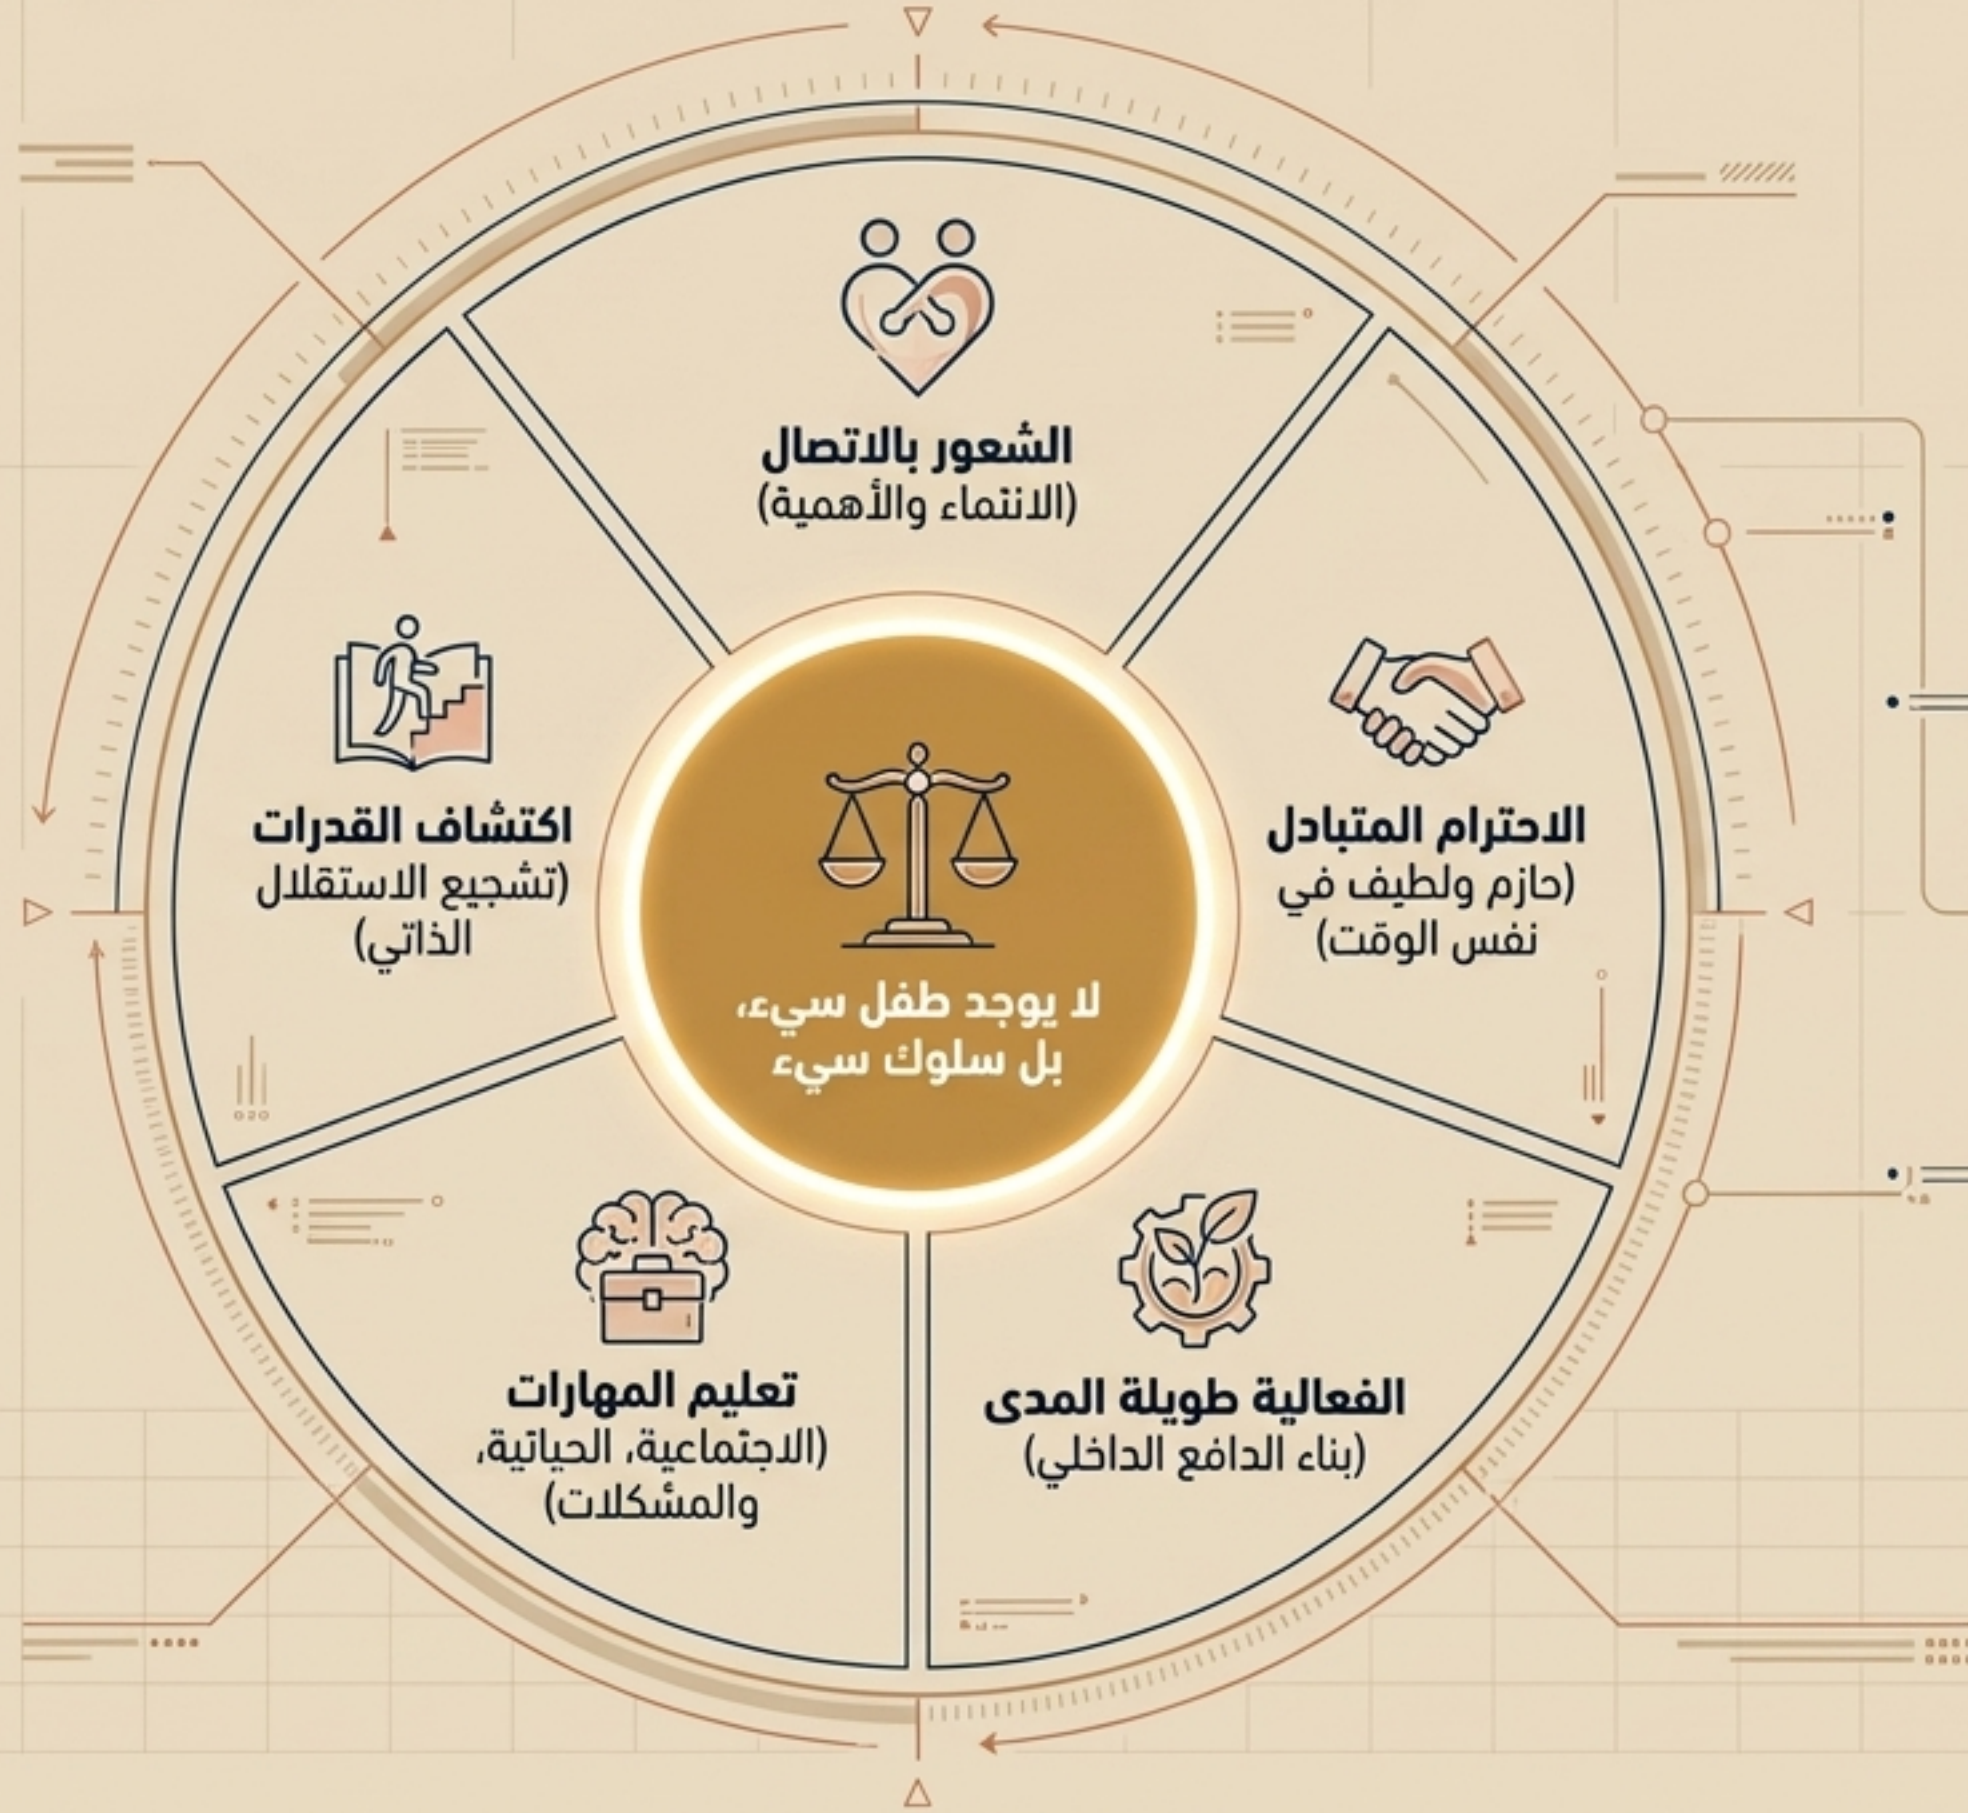 الشعور بالاتصال
(الانتماء والأهمية)
الاحترام المتبادل
(حازم ولطيف في
نفس الوقت)
الفعالية طويلة المدى
(بناء الدافع الداخلي)
تعليم المهارات
(الاجتماعية، الحياتية،
والمشكلات)
اكتشاف القدرات
(تشجيع الاستقلال
الذاتي)
لا يوجد طفل سيء،
بل سلوك سيء